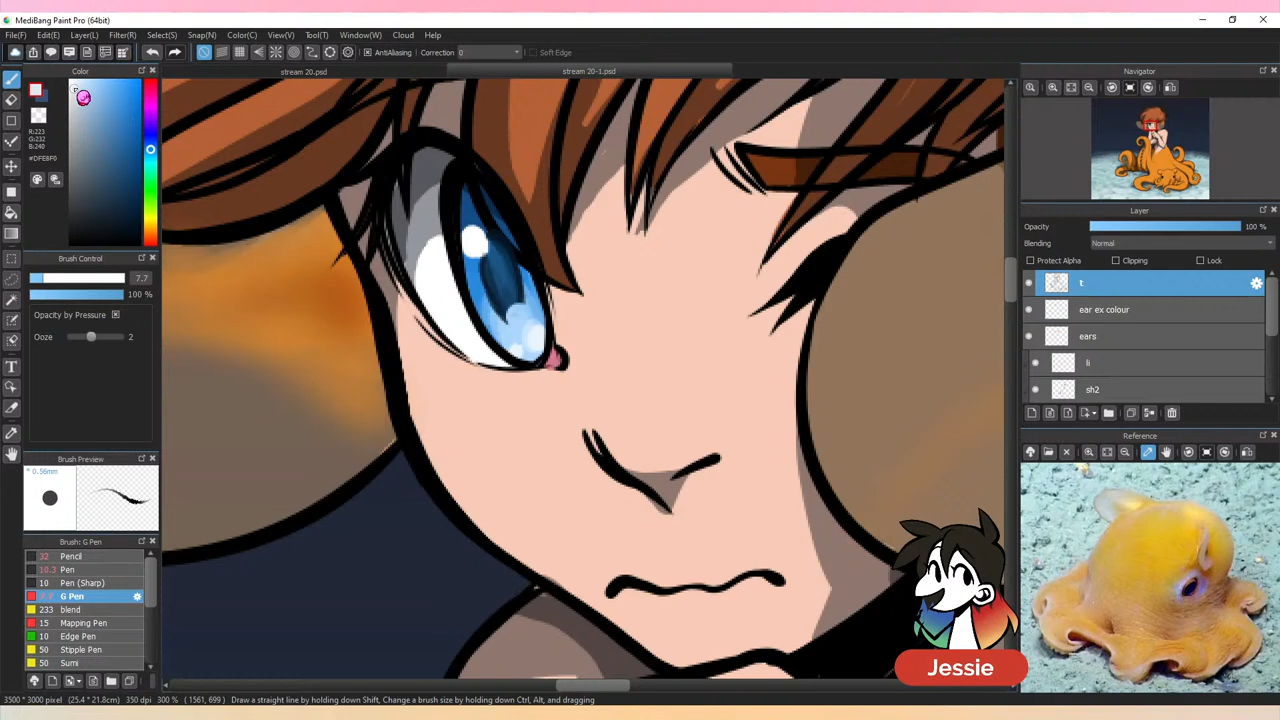 MediBang Paint Pro (64bit)
File(F) Edit(E) Layer(L) Filter(R) Select(S) Snap(N) Color(C) View(V) Tool(T) Window(W) Cloud Help
AntiAliasing Correction 0 Soft Edge
Color
stream 20.psd stream 20-1.psd
Navigator
R:223
G:232
B:240
#DFE8F0
Layer
Opacity 100 %
Blending Normal
Protect Alpha Clipping Lock
Brush Control
7.7
100 %
Opacity by Pressure
Ooze 2
t
ear ex colour
ears
li
sh2
Reference
Brush Preview
* 0.56mm
Brush: G Pen
32 Pencil
10.3 Pen
10 Pen (Sharp)
7.7 G Pen
233 blend
15 Mapping Pen
10 Edge Pen
50 Stipple Pen
50 Sumi
Jessie
3500 * 3000 pixel (25.4 * 21.8cm) 350 dpi 300 % ( 1561, 699 ) Draw a straight line by holding down Shift, Change a brush size by holding down Ctrl, Alt, and dragging